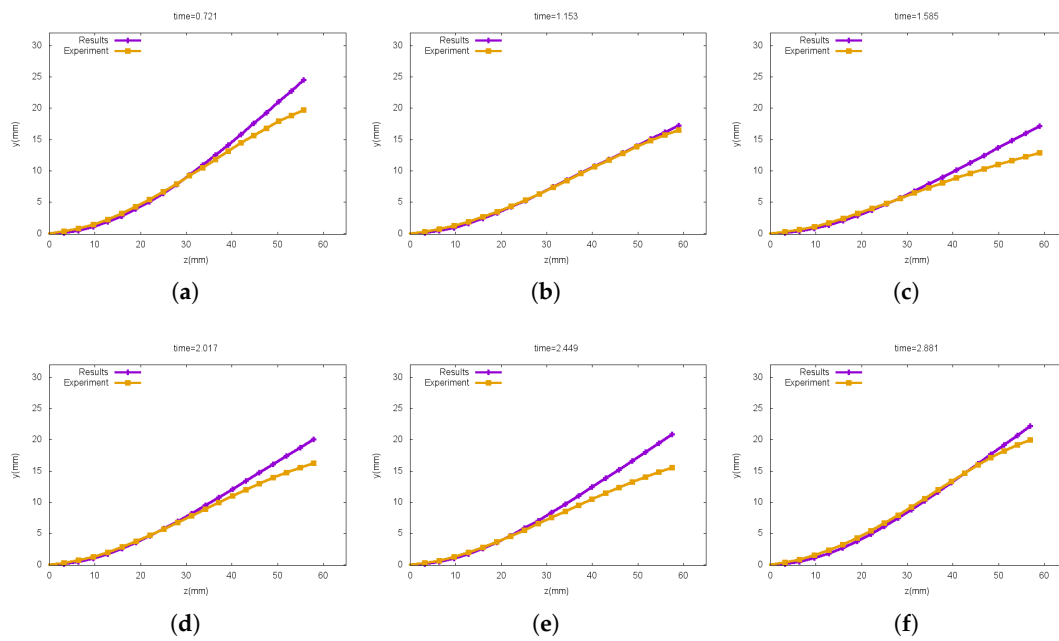 time=0.721
Results
Experiment
y(mm)
30
25
20
15
10
5
0
0 10 20 30 40 50 60
z(mm)
(a)
time=1.153
Results
Experiment
y(mm)
30
25
20
15
10
5
0
0 10 20 30 40 50 60
z(mm)
(b)
time=1.585
Results
Experiment
y(mm)
30
25
20
15
10
5
0
0 10 20 30 40 50 60
z(mm)
(c)
time=2.017
Results
Experiment
y(mm)
30
25
20
15
10
5
0
0 10 20 30 40 50 60
z(mm)
(d)
time=2.449
Results
Experiment
y(mm)
30
25
20
15
10
5
0
0 10 20 30 40 50 60
z(mm)
(e)
time=2.881
Results
Experiment
y(mm)
30
25
20
15
10
5
0
0 10 20 30 40 50 60
z(mm)
(f)